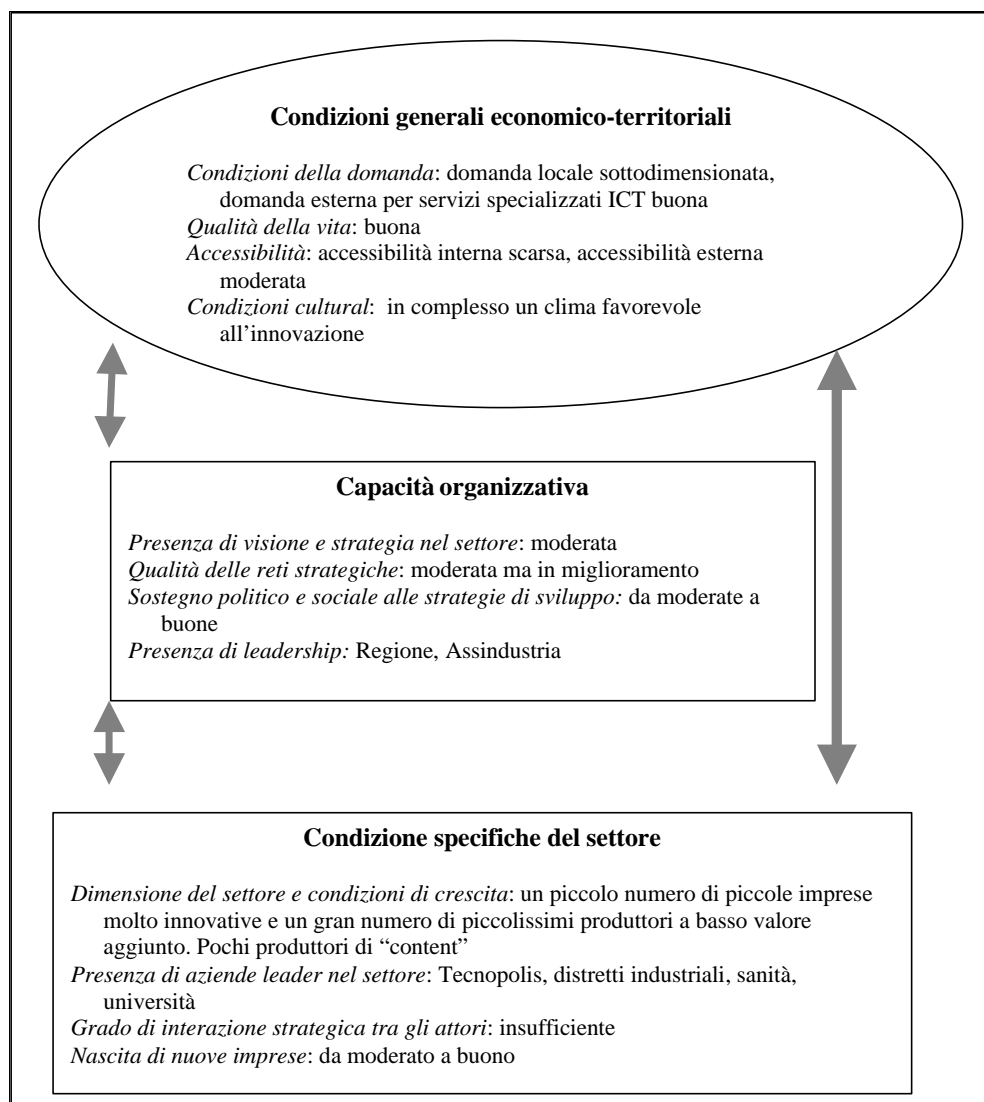 Condizioni generali economico-territoriali
Condizioni della domanda: domanda locale sottodimensionata,
domanda esterna per servizi specializzati ICT buona
Qualità della vita: buona
Accessibilità: accessibilità interna scarsa, accessibilità esterna
moderata
Condizioni cultural: in complesso un clima favorevole
all’innovazione
Capacità organizzativa
Presenza di visione e strategia nel settore: moderata
Qualità delle reti strategiche: moderata ma in miglioramento
Sostegno politico e sociale alle strategie di sviluppo: da moderate a
buone
Presenza di leadership: Regione, Assindustria
Condizione specifiche del settore
Dimensione del settore e condizioni di crescita: un piccolo numero di piccole imprese
molto innovative e un gran numero di piccolissimi produttori a basso valore
aggiunto. Pochi produttori di “content”
Presenza di aziende leader nel settore: Tecnopolis, distretti industriali, sanità,
università
Grado di interazione strategica tra gli attori: insufficiente
Nascita di nuove imprese: da moderato a buono